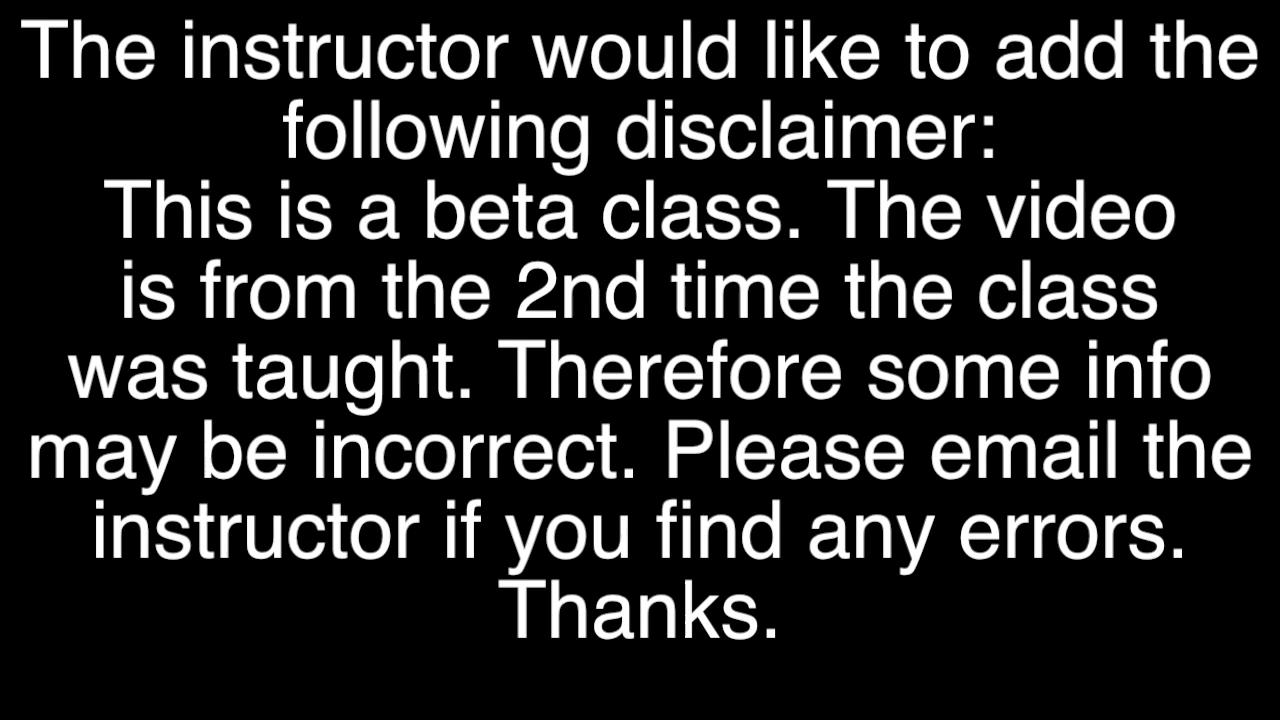 The instructor would like to add the
following disclaimer:
This is a beta class. The video
is from the 2nd time the class
was taught. Therefore some info
may be incorrect. Please email the
instructor if you find any errors.
Thanks.